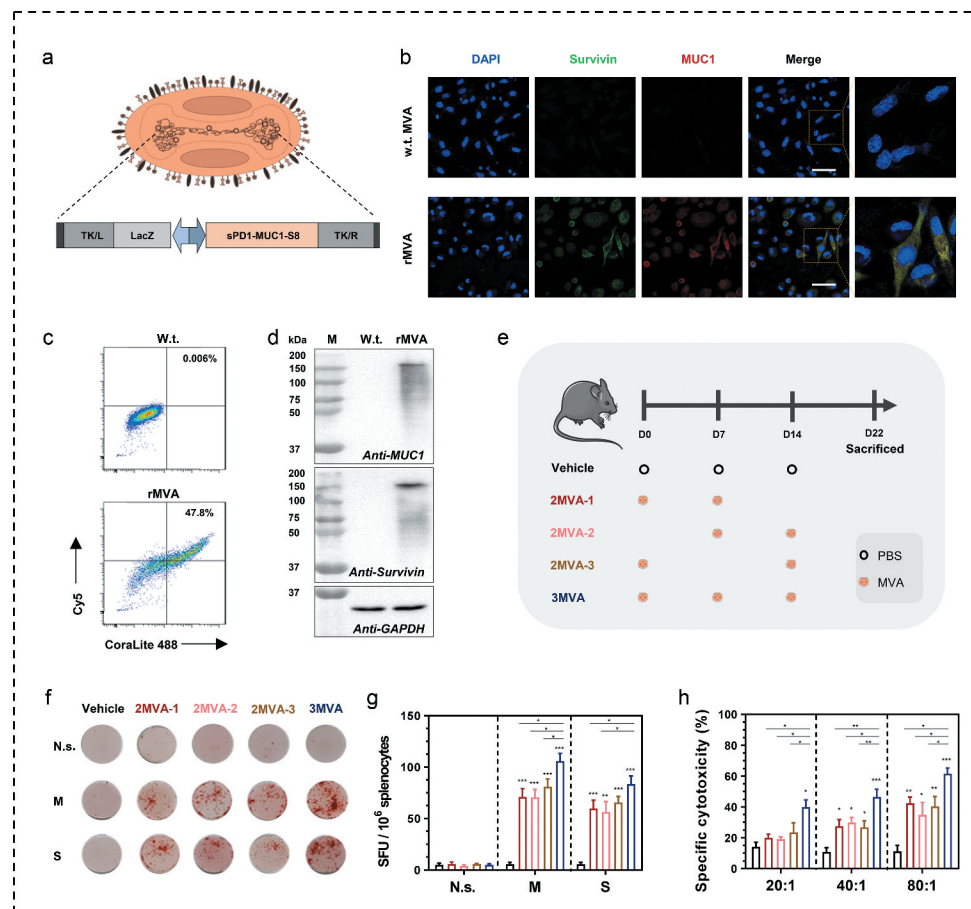 a
TK/L LacZ sPD1-MUC1-S8 TK/R
b
DAPI Survivin MUC1 Merge
w.t. MVA
rMVA
c
W.t.
0.006%
rMVA
47.8%
Cy5
CoraLite 488
d
kDa M W.t. rMVA
200
150
100
75
50
37
Anti-MUC1
200
150
100
75
50
37
Anti-Survivin
37
Anti-GAPDH
e
D0 D7 D14 D22
Sacrificed
Vehicle
2MVA-1
2MVA-2
2MVA-3
3MVA
PBS
MVA
f
Vehicle 2MVA-1 2MVA-2 2MVA-3 3MVA
N.s.
M
S
g
SFU / 10⁶ splenocytes
150
100
75
50
25
0
N.s. M S
*
*
*
*** *** *** ***
*
*
*** ** *** ***
h
Specific cytotoxicity (%)
100
80
60
40
20
0
20:1 40:1 80:1
*
*
*
*
**
*
**
* * * ***
*
*
*
** * ** ***